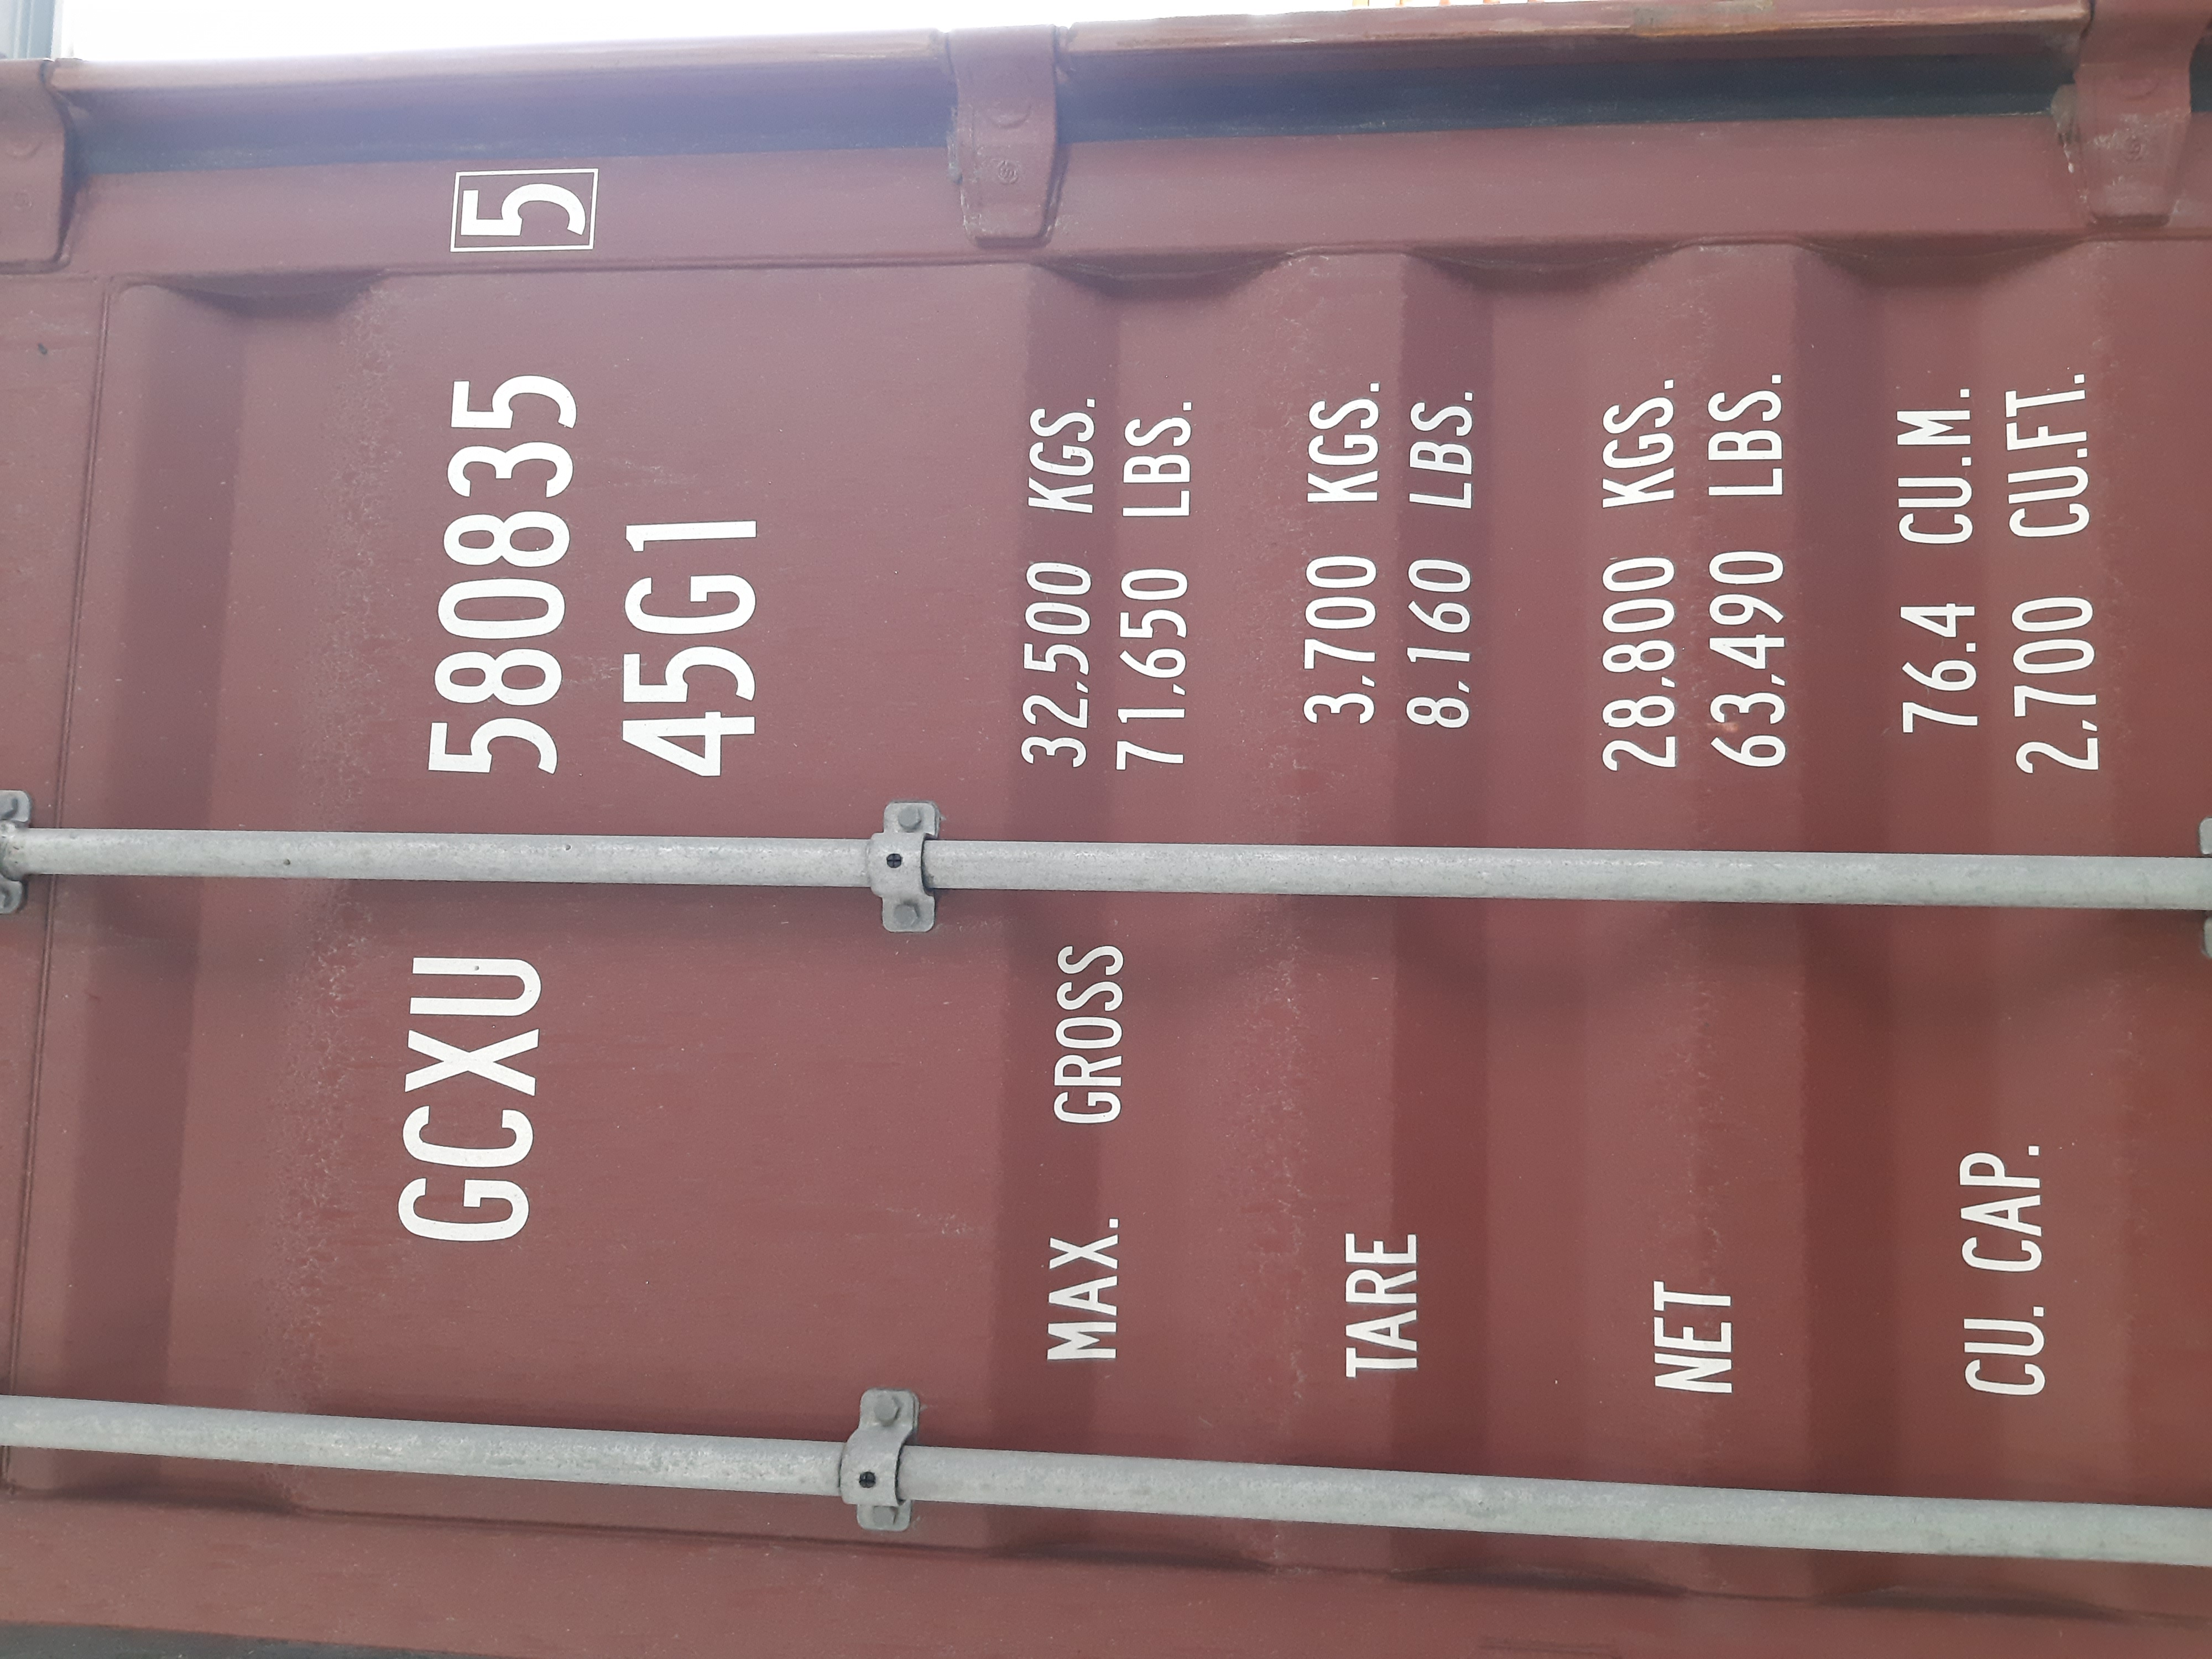 GCXU 580835 5
45G1
MAX. GROSS 32,500 KGS.
71,650 LBS.
TARE 3,700 KGS.
8,160 LBS.
NET 28,800 KGS.
63,490 LBS.
CU. CAP. 76.4 CU.M.
2,700 CU.FT.